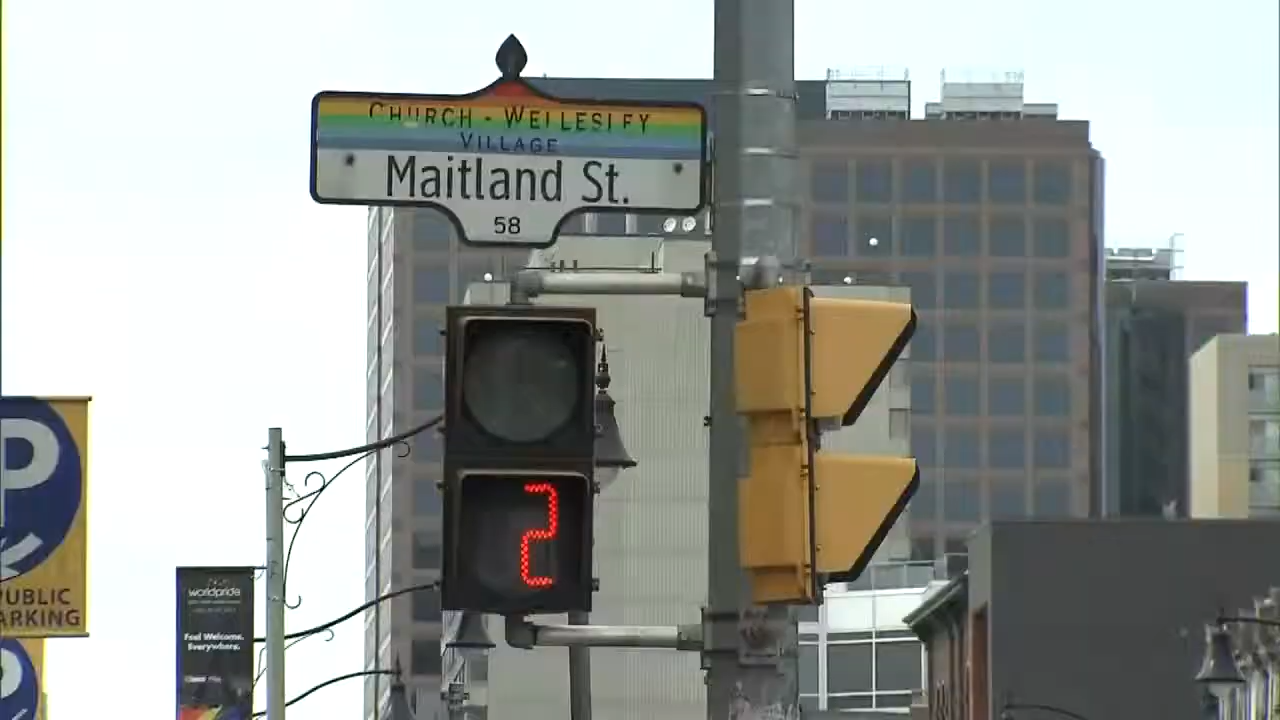 CHURCH - WELLESLEY
VILLAGE
Maitland St.
58
2
P
PUBLIC
PARKING
worldpride
Feel Welcome.
Everywhere.